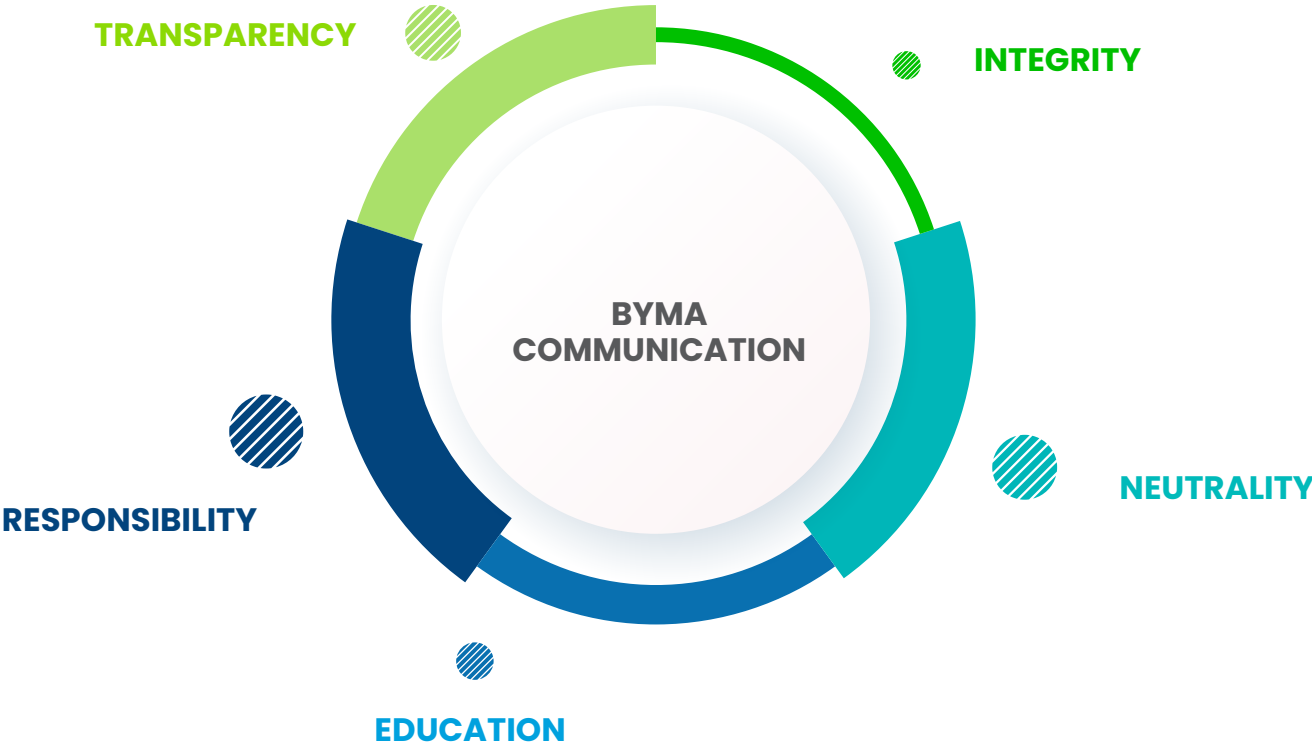 TRANSPARENCY
INTEGRITY
BYMA
COMMUNICATION
NEUTRALITY
RESPONSIBILITY
EDUCATION